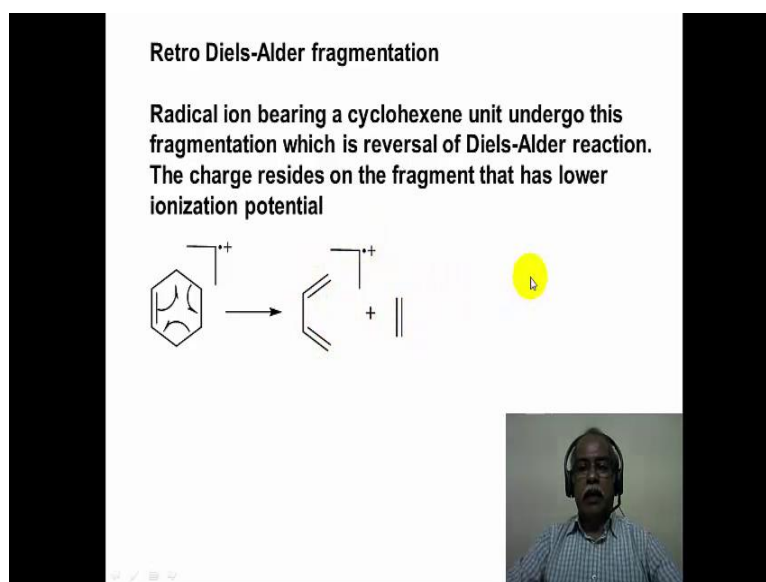 Retro Diels-Alder fragmentation
Radical ion bearing a cyclohexene unit undergo this
fragmentation which is reversal of Diels-Alder reaction.
The charge resides on the fragment that has lower
ionization potential
•+ •+
+